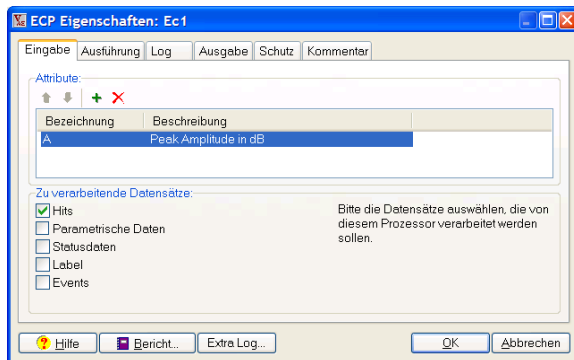 ECP Eigenschaften: Ec1
Eingabe Ausführung Log Ausgabe Schutz Kommentar
Attribute:
Bezeichnung Beschreibung
A Peak Amplitude in dB
Zu verarbeitende Datensätze:
Hits
Parametrische Daten
Statusdaten
Label
Events
Bitte die Datensätze auswählen, die von
diesem Prozessor verarbeitet werden
sollen.
Hilfe Bericht... Extra Log... OK Abbrechen